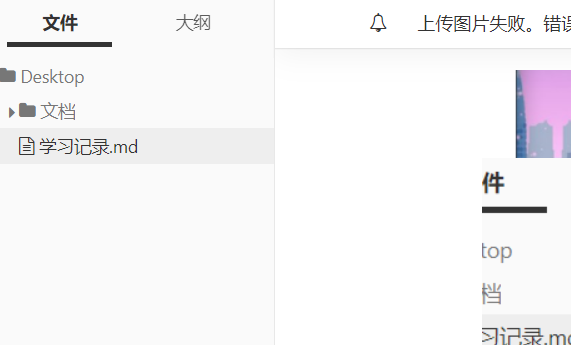 文件 大纲
上传图片失败。错误
Desktop
文档
学习记录.md
件
top
档
习记录.md